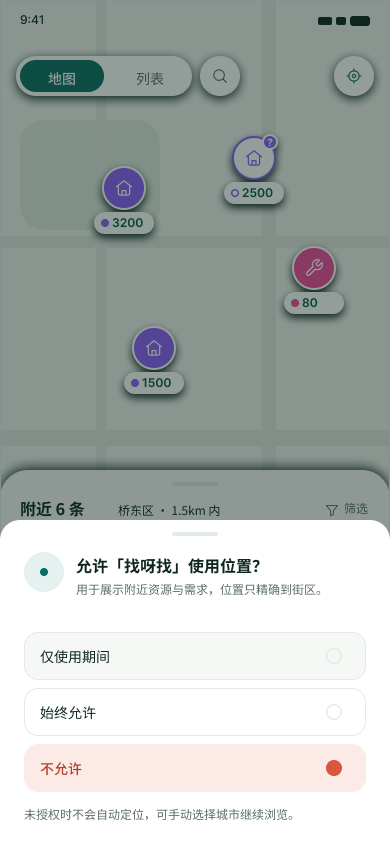 9:41
地图 列表
?
2500
3200
80
1500
附近 6 条 桥东区 · 1.5km 内 筛选
允许「找呀找」使用位置？
用于展示附近资源与需求，位置只精确到街区。
仅使用期间
始终允许
不允许
未授权时不会自动定位，可手动选择城市继续浏览。